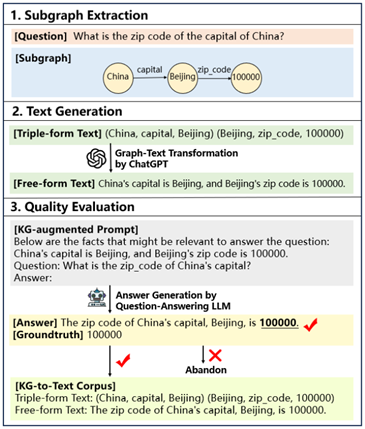 1. Subgraph Extraction
[Question] What is the zip code of the capital of China?
[Subgraph]
China capital Beijing zip_code 100000
2. Text Generation
[Triple-form Text] (China, capital, Beijing) (Beijing, zip_code, 100000)
Graph-Text Transformation
by ChatGPT
[Free-form Text] China's capital is Beijing, and Beijing's zip code is 100000.
3. Quality Evaluation
[KG-augmented Prompt]
Below are the facts that might be relevant to answer the question:
China's capital is Beijing, and Beijing's zip code is 100000.
Question: What is the zip_code of China's capital?
Answer:
Answer Generation by
Question-Answering LLM
[Answer] The zip code of China's capital, Beijing, is 100000.
[Groundtruth] 100000
Abandon
[KG-to-Text Corpus]
Triple-form Text: (China, capital, Beijing) (Beijing, zip_code, 100000)
Free-form Text: The zip code of China's capital, Beijing, is 100000.